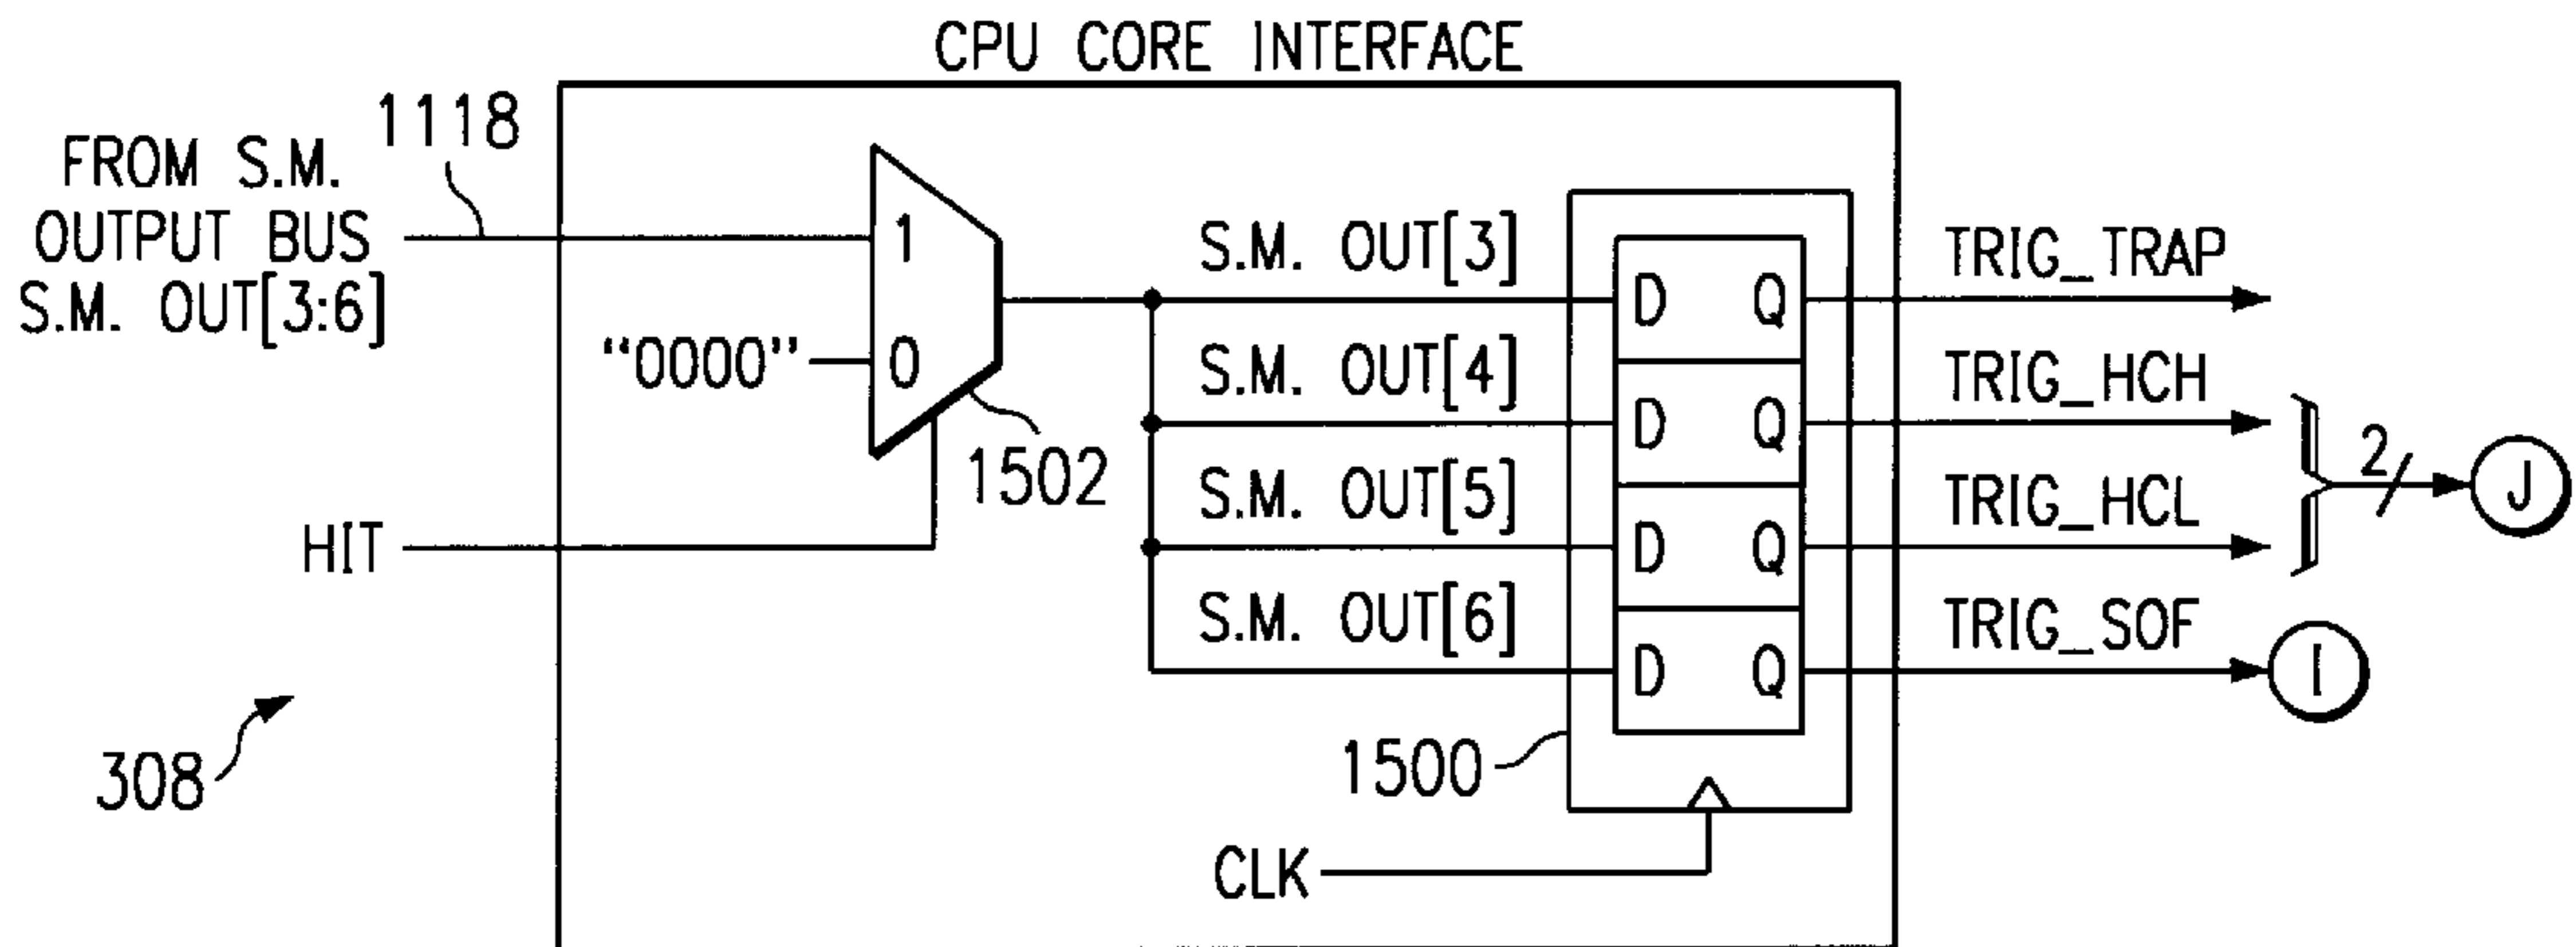 CPU CORE INTERFACE
1118
FROM S.M.
OUTPUT BUS
S.M. OUT[3:6]
1
"0000"
0
1502
HIT
308
S.M. OUT[3]
S.M. OUT[4]
S.M. OUT[5]
S.M. OUT[6]
D Q
D Q
D Q
D Q
1500
CLK
TRIG_TRAP
TRIG_HCH
TRIG_HCL
TRIG_SOF
2
J
I